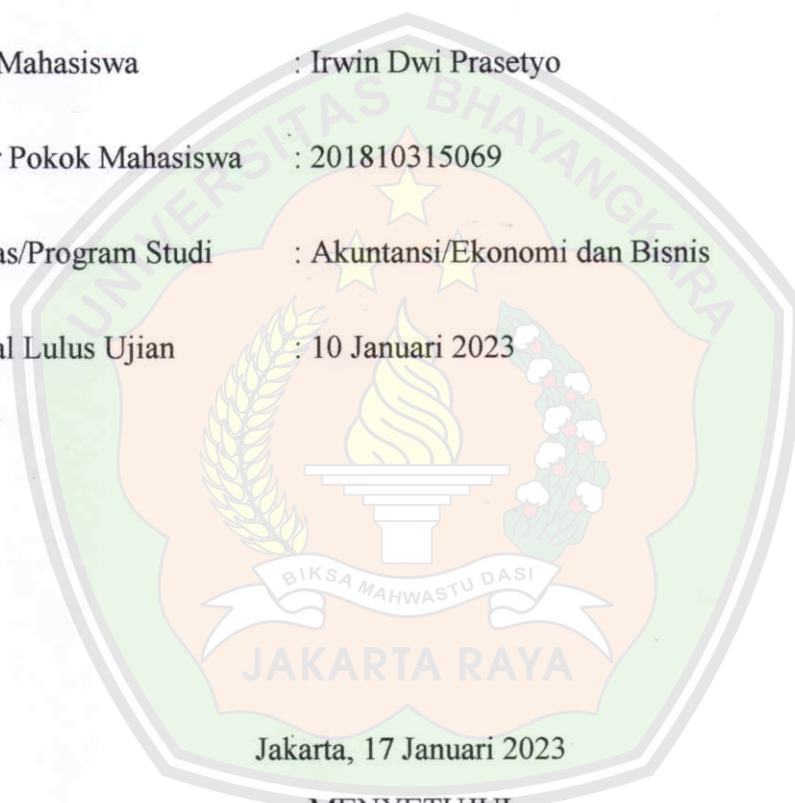 Mahasiswa : Irwin Dwi Prasetyo
Pokok Mahasiswa : 201810315069
as/Program Studi : Akuntansi/Ekonomi dan Bisnis
al Lulus Ujian : 10 Januari 2023
UNIVERSITAS BHAYANGKARA
BIKSA MAHWASTU DASI
JAKARTA RAYA
Jakarta, 17 Januari 2023
MENYETUJUI